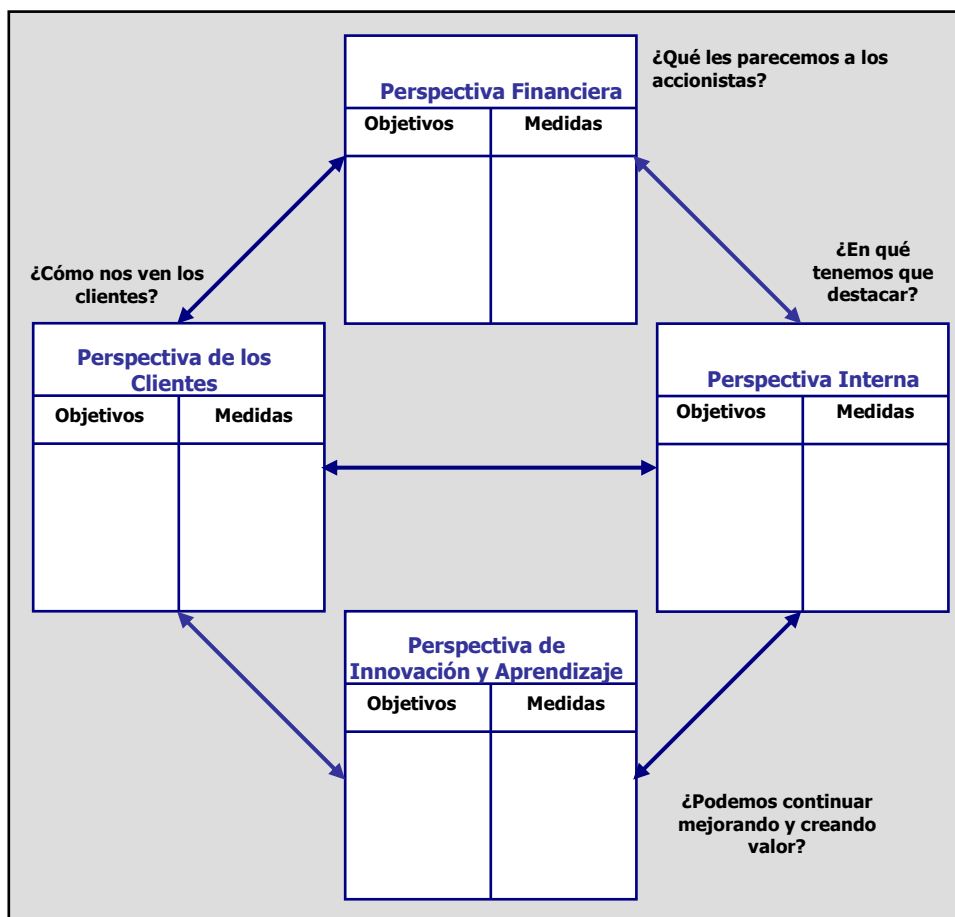 ¿Qué les parecemos a los
accionistas?
Perspectiva Financiera
Objetivos
Medidas
¿Cómo nos ven los
clientes?
¿En qué
tenemos que
destacar?
Perspectiva de los
Clientes
Objetivos
Medidas
Perspectiva Interna
Objetivos
Medidas
Perspectiva de
Innovación y Aprendizaje
Objetivos
Medidas
¿Podemos continuar
mejorando y creando
valor?